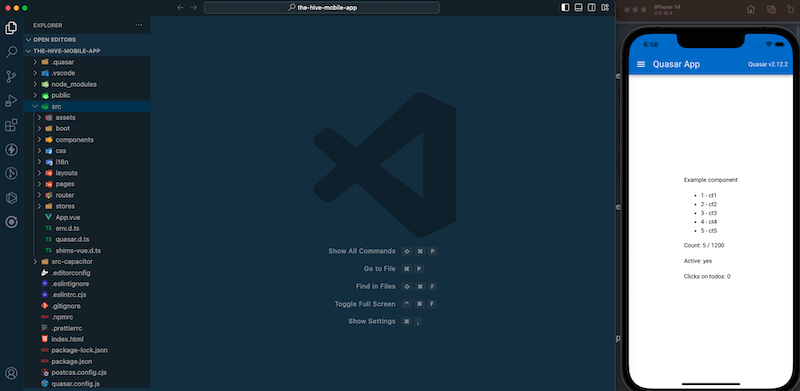 the-hive-mobile-app
EXPLORER
OPEN EDITORS
THE-HIVE-MOBILE-APP
.quasar
.vscode
node_modules
public
src
assets
boot
components
css
i18n
layouts
pages
router
stores
App.vue
TS env.d.ts
TS quasar.d.ts
TS shims-vue.d.ts
src-capacitor
.editorconfig
.eslintignore
.eslintrc.cjs
.gitignore
.npmrc
.prettierrc
index.html
package-lock.json
package.json
postcss.config.cjs
quasar.config.js
Show All Commands ⇧ ⌘ P
Go to File ⌘ P
Find in Files ⇧ ⌘ F
Toggle Full Screen ^ ⌘ F
Show Settings ⌘ ,
iPhone 14
iOS 16.4
6:58
Quasar App
Quasar v2.12.2
Example component
1 - ct1
2 - ct2
3 - ct3
4 - ct4
5 - ct5
Count: 5 / 1200
Active: yes
Clicks on todos: 0